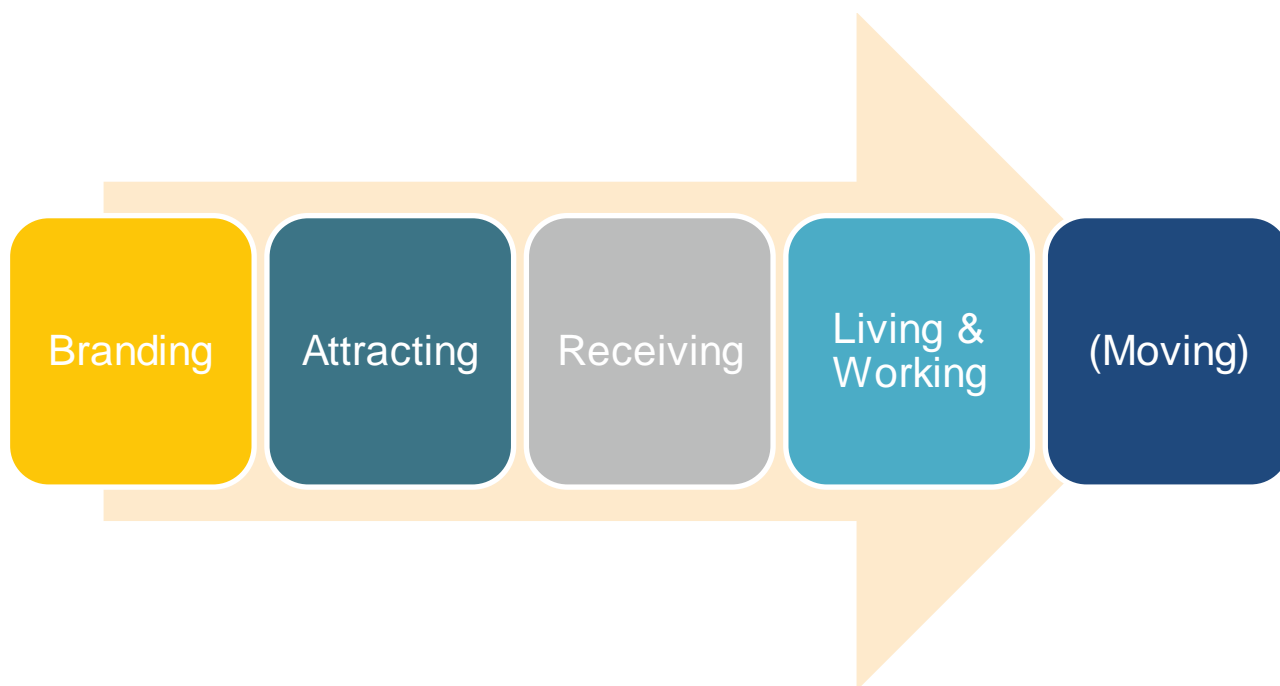 Branding
Attracting
Receiving
Living &
Working
(Moving)